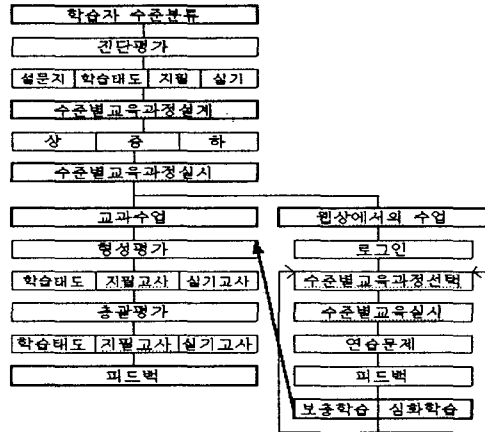 학습자 수준분류
진단평가
설문지 학습태도 지필 실기
수준별교육과정설계
상 중 하
수준별교육과정실시
교과수업
형성평가
학습태도 지필고사 실기고사
총괄평가
학습태도 지필고사 실기고사
피드백
웹상에서의 수업
로그인
수준별교육과정선택
수준별교육실시
연습문제
피드백
보충학습 심화학습